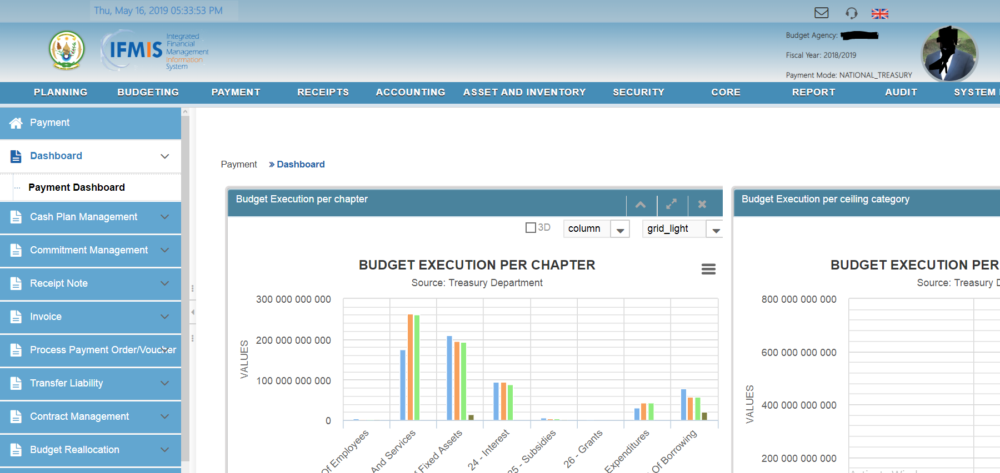 Thu, May 16, 2019 05:33:53 PM
IFMIS
Integrated
Financial
Management
Information
System
Budget Agency:
Fiscal Year: 2018/2019
Payment Mode: NATIONAL_TREASURY
PLANNING BUDGETING PAYMENT RECEIPTS ACCOUNTING ASSET AND INVENTORY SECURITY CORE REPORT AUDIT SYSTEM
Payment
Dashboard
Payment Dashboard
Cash Plan Management
Commitment Management
Receipt Note
Invoice
Process Payment Order/Voucher
Transfer Liability
Contract Management
Budget Reallocation
Payment » Dashboard
Budget Execution per chapter
3D column grid_light
BUDGET EXECUTION PER CHAPTER
Source: Treasury Department
VALUES
300 000 000 000
200 000 000 000
100 000 000 000
0
Of Employees
And Services
Fixed Assets
24 - Interest
25 - Subsidies
26 - Grants
Expenditures
Of Borrowing
Budget Execution per ceiling category
BUDGET EXECUTION PER
Source: Treasury
VALUES
800 000 000 000
600 000 000 000
400 000 000 000
200 000 000 000